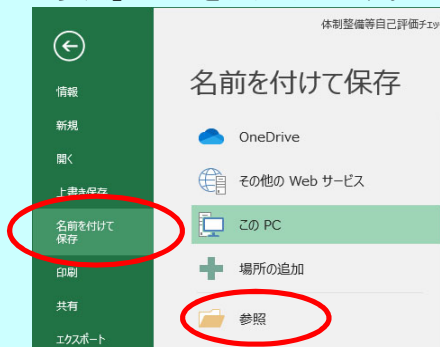 体制整備等自己評価チェッ
情報
新規
開く
上書き保存
名前を付けて
保存
印刷
共有
エクスポート
名前を付けて保存
OneDrive
その他の Web サービス
この PC
場所の追加
参照